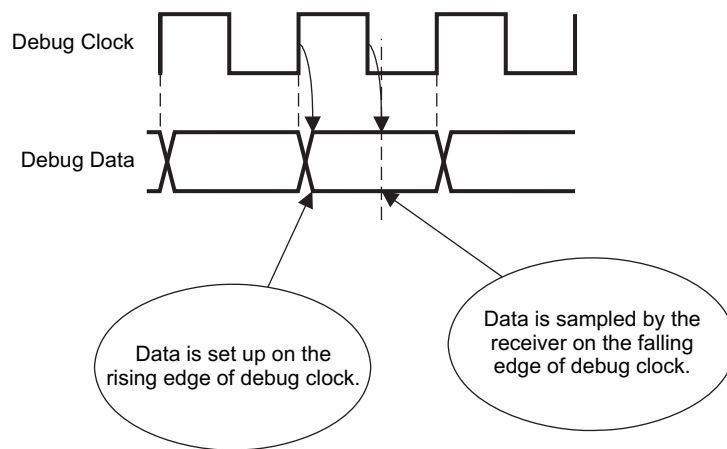 Debug Clock
Debug Data
Data is set up on the
rising edge of debug clock.
Data is sampled by the
receiver on the falling
edge of debug clock.